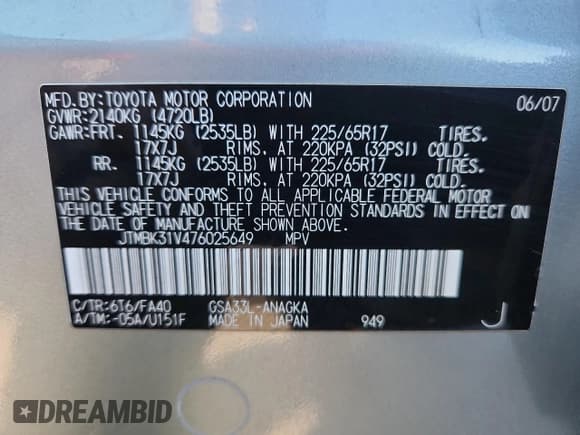 MFD.BY:TOYOTA MOTOR CORPORATION 06/07
GVWR:2140KG (4720LB)
GAWR:FRT. 1145KG (2535LB) WITH 225/65R17 TIRES.
17X7J RIMS. AT 220KPA (32PSI) COLD.
RR. 1145KG (2535LB) WITH 225/65R17 TIRES.
17X7J RIMS. AT 220KPA (32PSI) COLD.
THIS VEHICLE CONFORMS TO ALL APPLICABLE FEDERAL MOTOR
VEHICLE SAFETY AND THEFT PREVENTION STANDARDS IN EFFECT ON
THE DATE OF MANUFACTURE SHOWN ABOVE.
JTMBK31V476025649 MPV
C/TR:6T6/FA40 GSA33L-ANAGKA
A/TM:-05A/U151F MADE IN JAPAN 949 J
DREAMBID